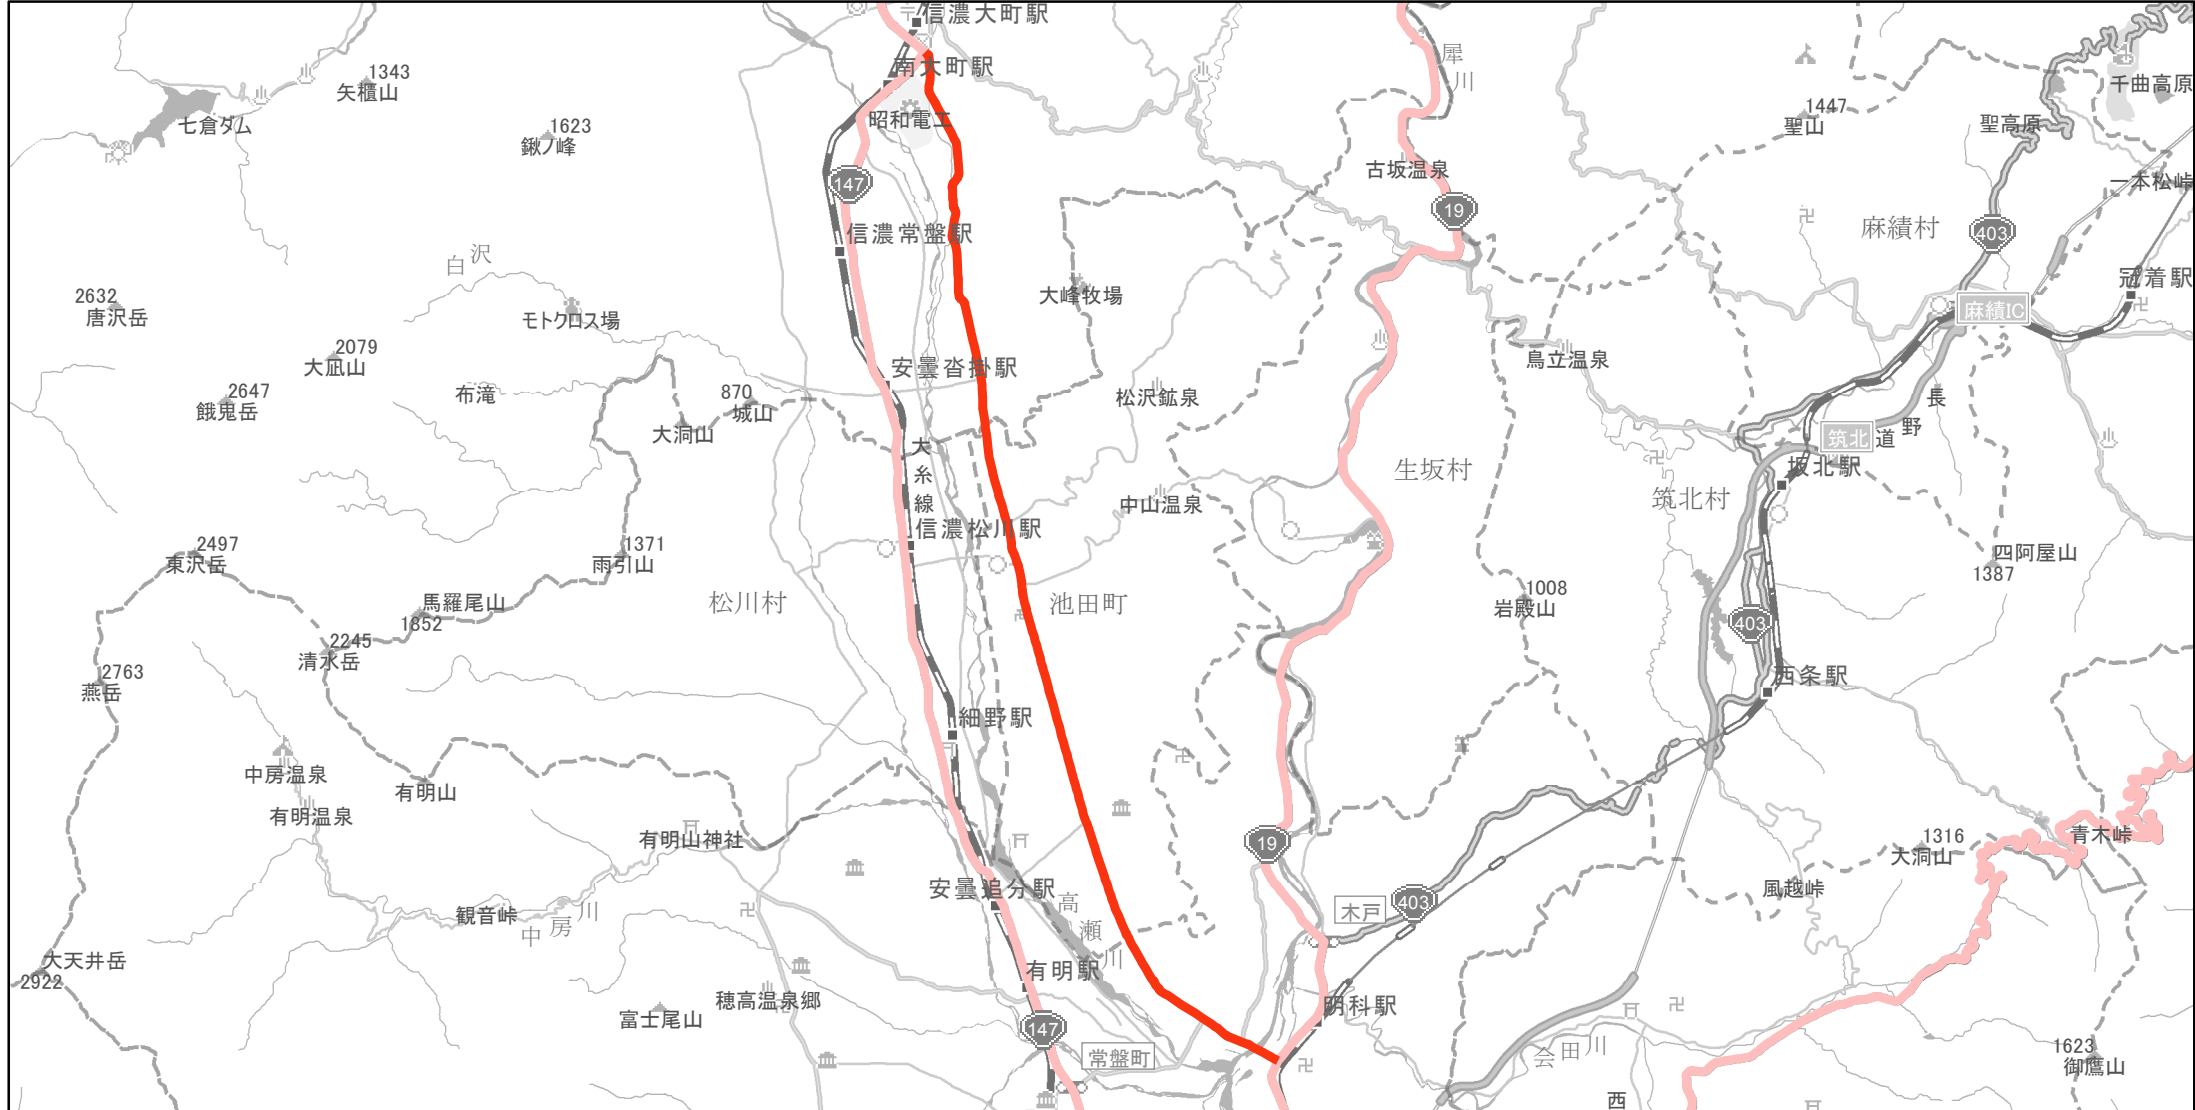 信濃大町駅
南大町駅
1343
矢櫃山
七倉ダム
1623
鍬ノ峰
昭和電工
犀川
古坂温泉
1447
聖山
聖高原
千曲高原
一本松峠
147
19
403
麻績村
信濃常盤駅
白沢
大峰牧場
冠着駅
麻績IC
2632
唐沢岳
モトクロス場
2079
大凪山
2647
餓鬼岳
布滝
870
城山
大洞山
安曇沓掛駅
松沢鉱泉
鳥立温泉
長野道
筑北
坂北駅
大糸線
生坂村
筑北村
中山温泉
信濃松川駅
2497
東沢岳
1371
雨引山
四阿屋山
1387
1008
岩殿山
馬羅尾山
1852
松川村
池田町
403
2245
清水岳
2763
燕岳
西条駅
細野駅
中房温泉
有明山
有明温泉
有明山神社
19
1316
大洞山
青木峠
風越峠
安曇追分駅
高瀬川
木戸
403
観音峠
中房川
大天井岳
2922
有明駅
穂高温泉郷
富士尾山
明科駅
147
常盤町
会田川
1623
御鷹山
西